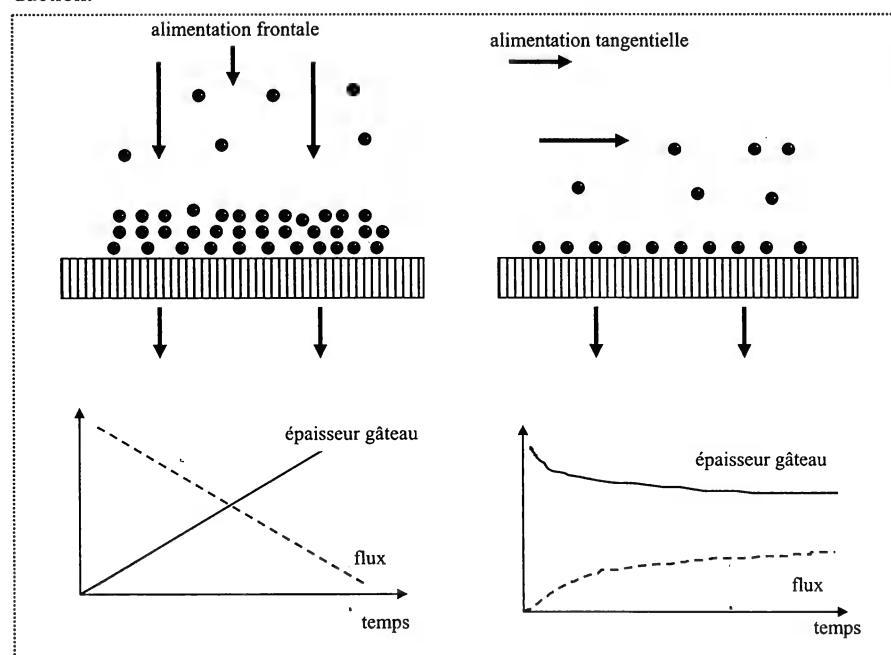 alimentation frontale
alimentation tangentielle
épaisseur gâteau
flux
temps
épaisseur gâteau
flux
temps